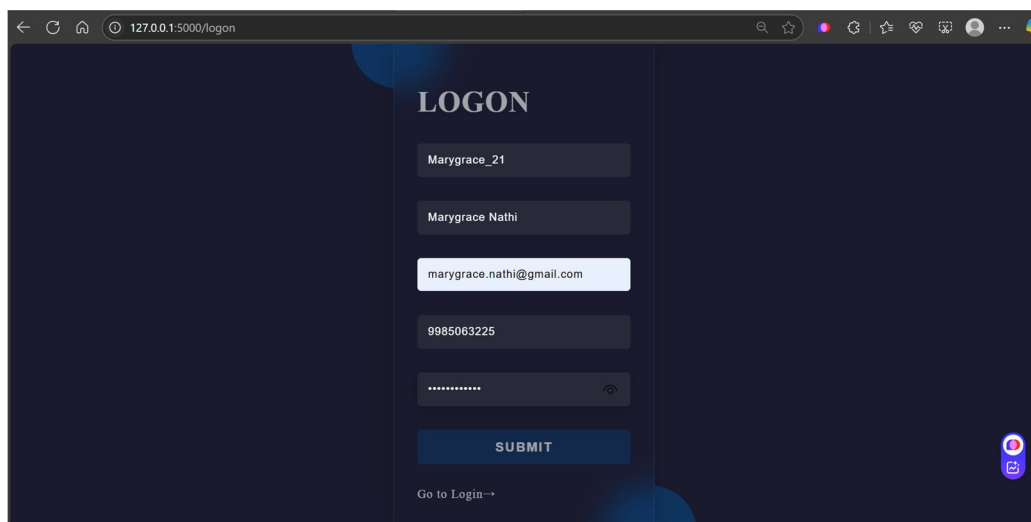 127.0.0.1:5000/logon
LOGON
Marygrace_21
Marygrace Nathi
marygrace.nathi@gmail.com
9985063225
••••••••••••
SUBMIT
Go to Login→